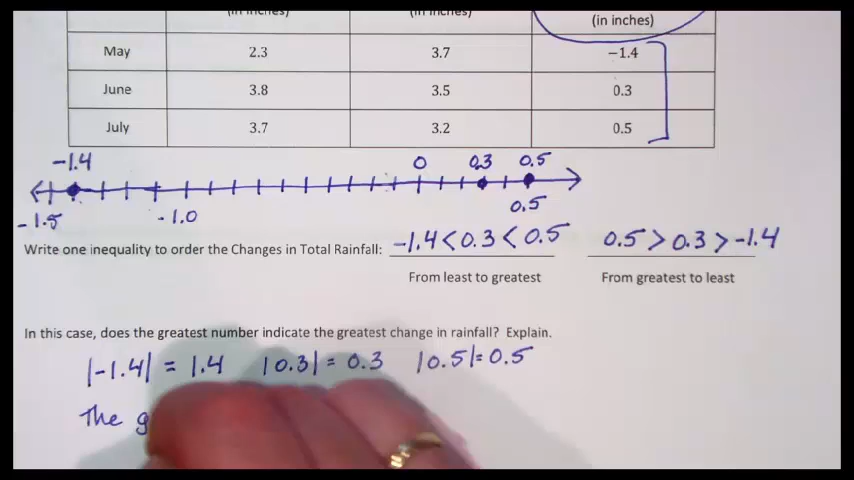 (in inches) (in inches) (in inches)
May 2.3 3.7 −1.4
June 3.8 3.5 0.3
July 3.7 3.2 0.5
-1.4 0 0.3 0.5
-1.5 -1.0 0.5
Write one inequality to order the Changes in Total Rainfall: -1.4 < 0.3 < 0.5 0.5 > 0.3 > -1.4
From least to greatest From greatest to least
In this case, does the greatest number indicate the greatest change in rainfall? Explain.
|-1.4| = 1.4 |0.3| = 0.3 |0.5| = 0.5
The g